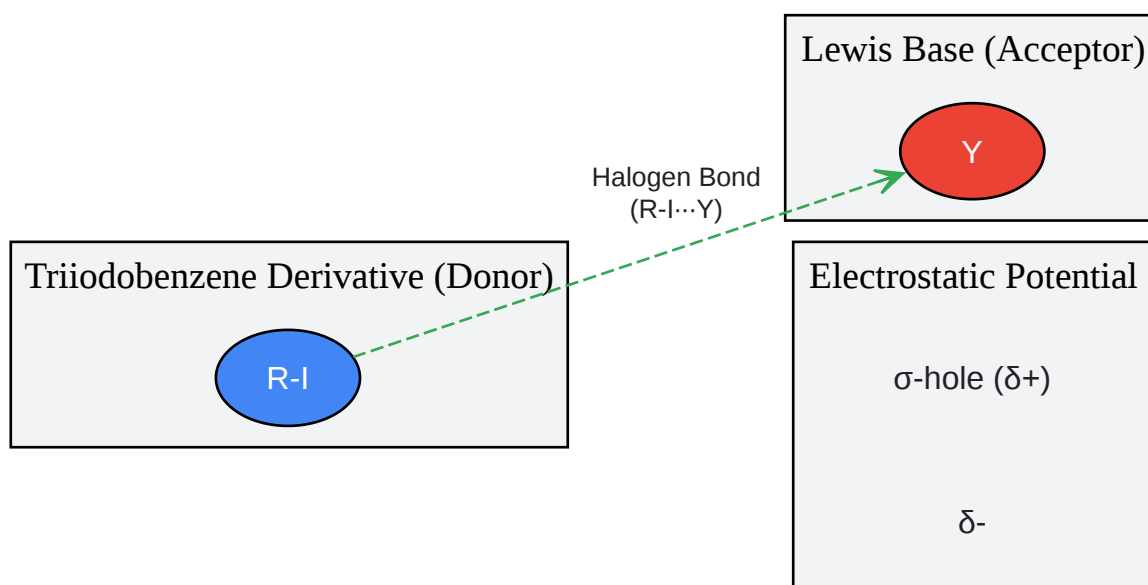 Lewis Base (Acceptor)
Y
Halogen Bond
(R-I···Y)
Triiodobenzene Derivative (Donor)
R-I
Electrostatic Potential
σ-hole (δ+)
δ-